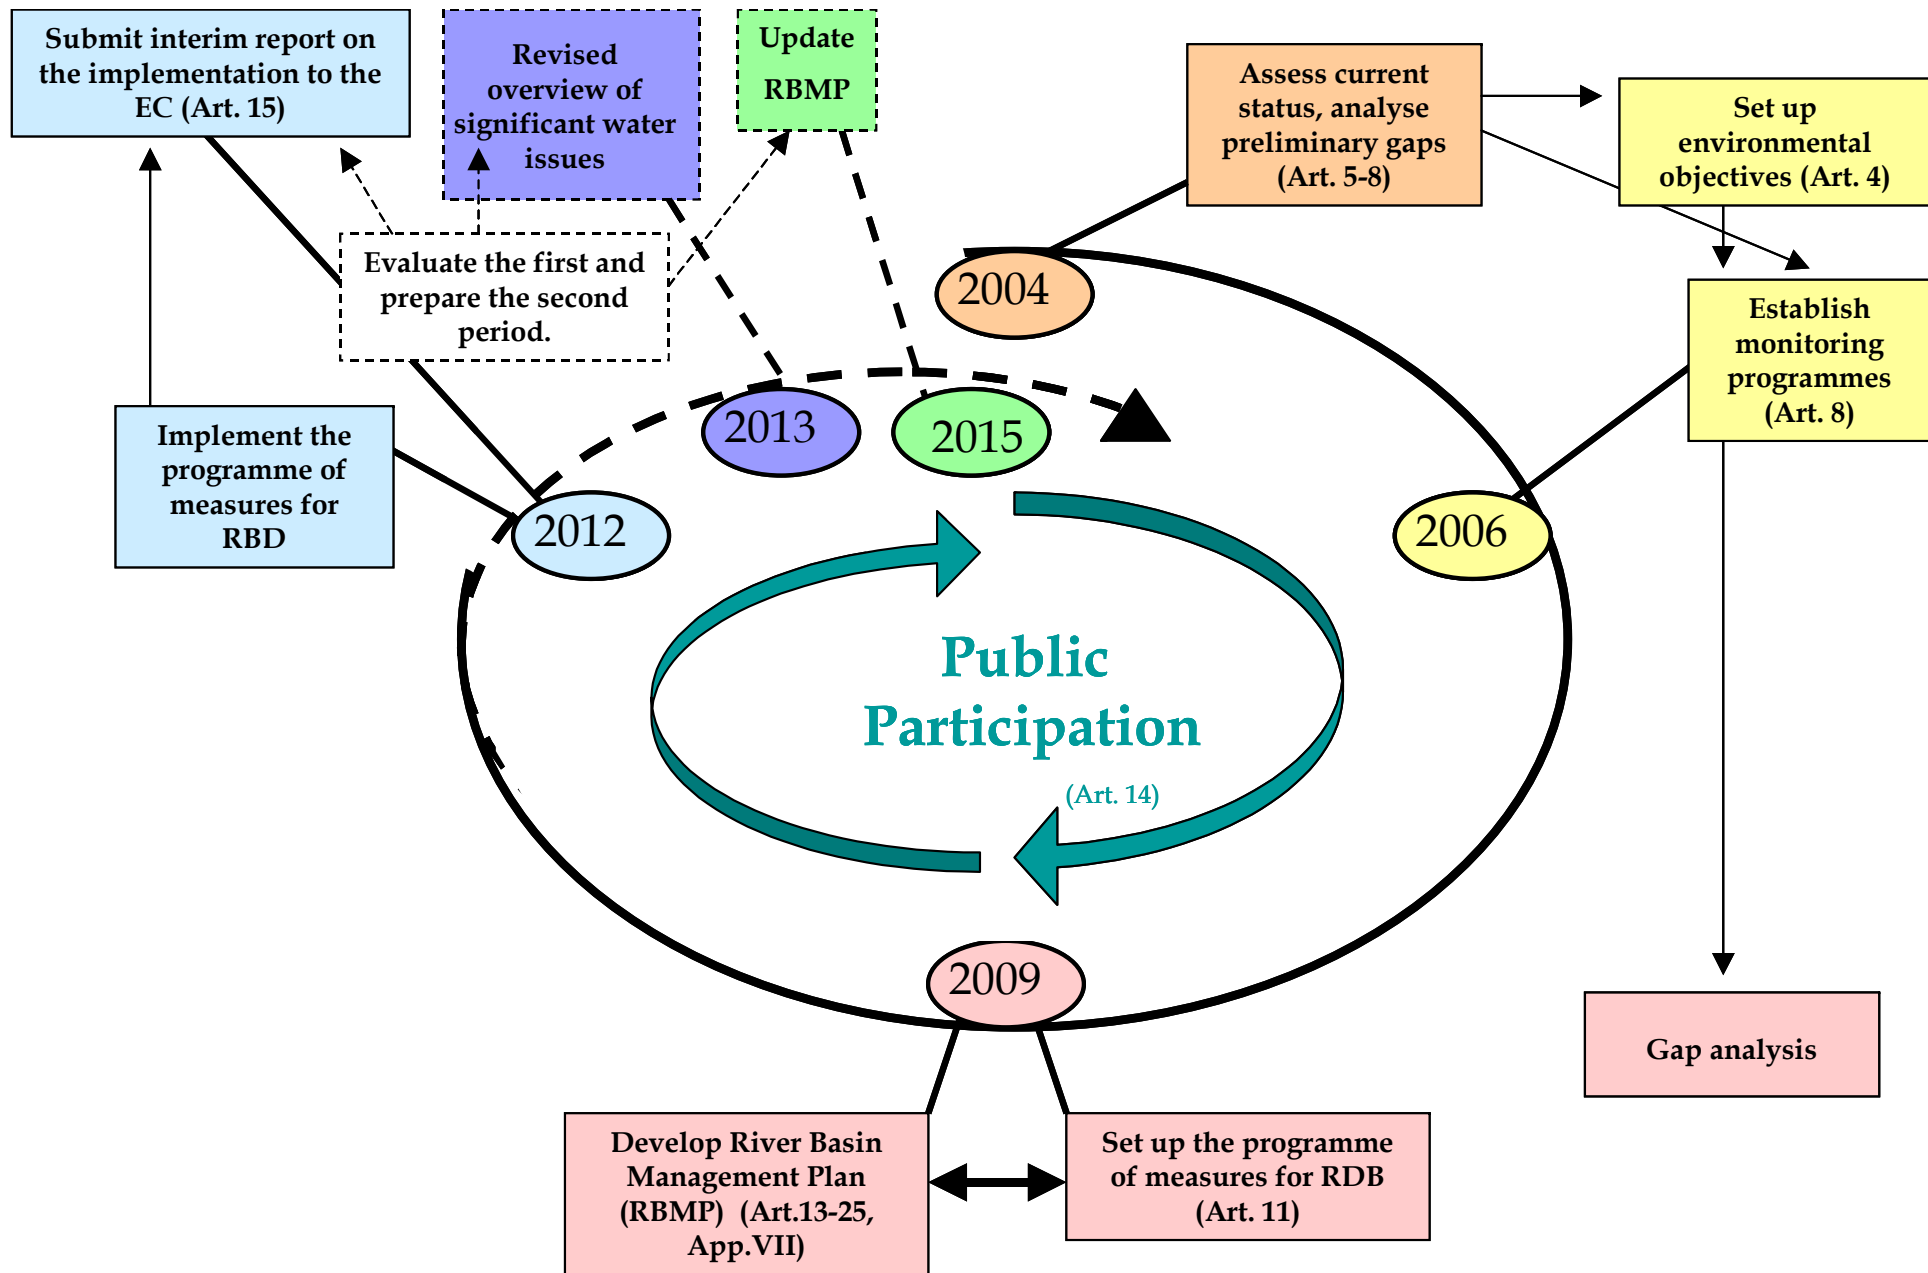 Submit interim report on
the implementation to the
EC (Art. 15)
Revised
overview of
significant water
issues
Update
RBMP
Assess current
status, analyse
preliminary gaps
(Art. 5-8)
Set up
environmental
objectives (Art. 4)
Evaluate the first and
prepare the second
period.
2004
Establish
monitoring
programmes
(Art. 8)
Implement the
programme of
measures for
RBD
2013
2015
2012
2006
Public
Participation
(Art. 14)
2009
Gap analysis
Develop River Basin
Management Plan
(RBMP) (Art.13-25,
App.VII)
Set up the programme
of measures for RDB
(Art. 11)